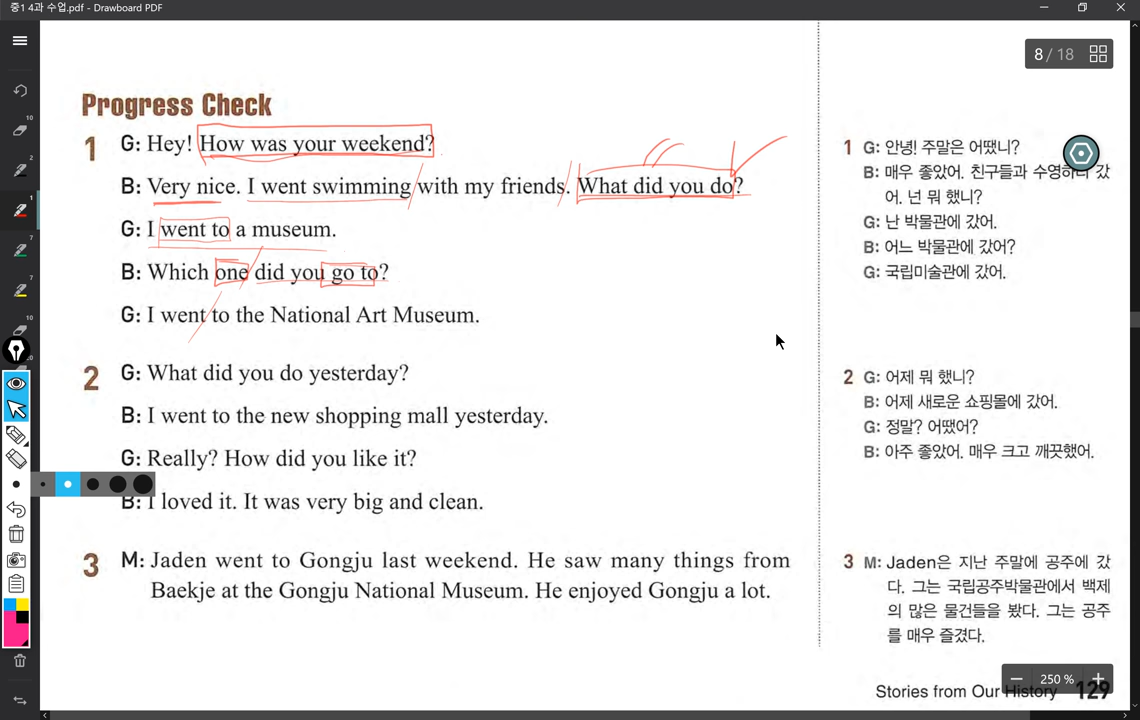 중1 4과 수업.pdf - Drawboard PDF
8 / 18
Progress Check
1 G: Hey! How was your weekend?
B: Very nice. I went swimming with my friends. What did you do?
G: I went to a museum.
B: Which one did you go to?
G: I went to the National Art Museum.
2 G: What did you do yesterday?
B: I went to the new shopping mall yesterday.
G: Really? How did you like it?
B: I loved it. It was very big and clean.
3 M: Jaden went to Gongju last weekend. He saw many things from
Baekje at the Gongju National Museum. He enjoyed Gongju a lot.
1 G: 안녕! 주말은 어땠니?
B: 매우 좋았어. 친구들과 수영하러 갔
어. 넌 뭐 했니?
G: 난 박물관에 갔어.
B: 어느 박물관에 갔어?
G: 국립미술관에 갔어.
2 G: 어제 뭐 했니?
B: 어제 새로운 쇼핑몰에 갔어.
G: 정말? 어땠어?
B: 아주 좋았어. 매우 크고 깨끗했어.
3 M: Jaden은 지난 주말에 공주에 갔
다. 그는 국립공주박물관에서 백제
의 많은 물건들을 봤다. 그는 공주
를 매우 즐겼다.
250 %
Stories from Our History 129
10
2
1
7
7
10